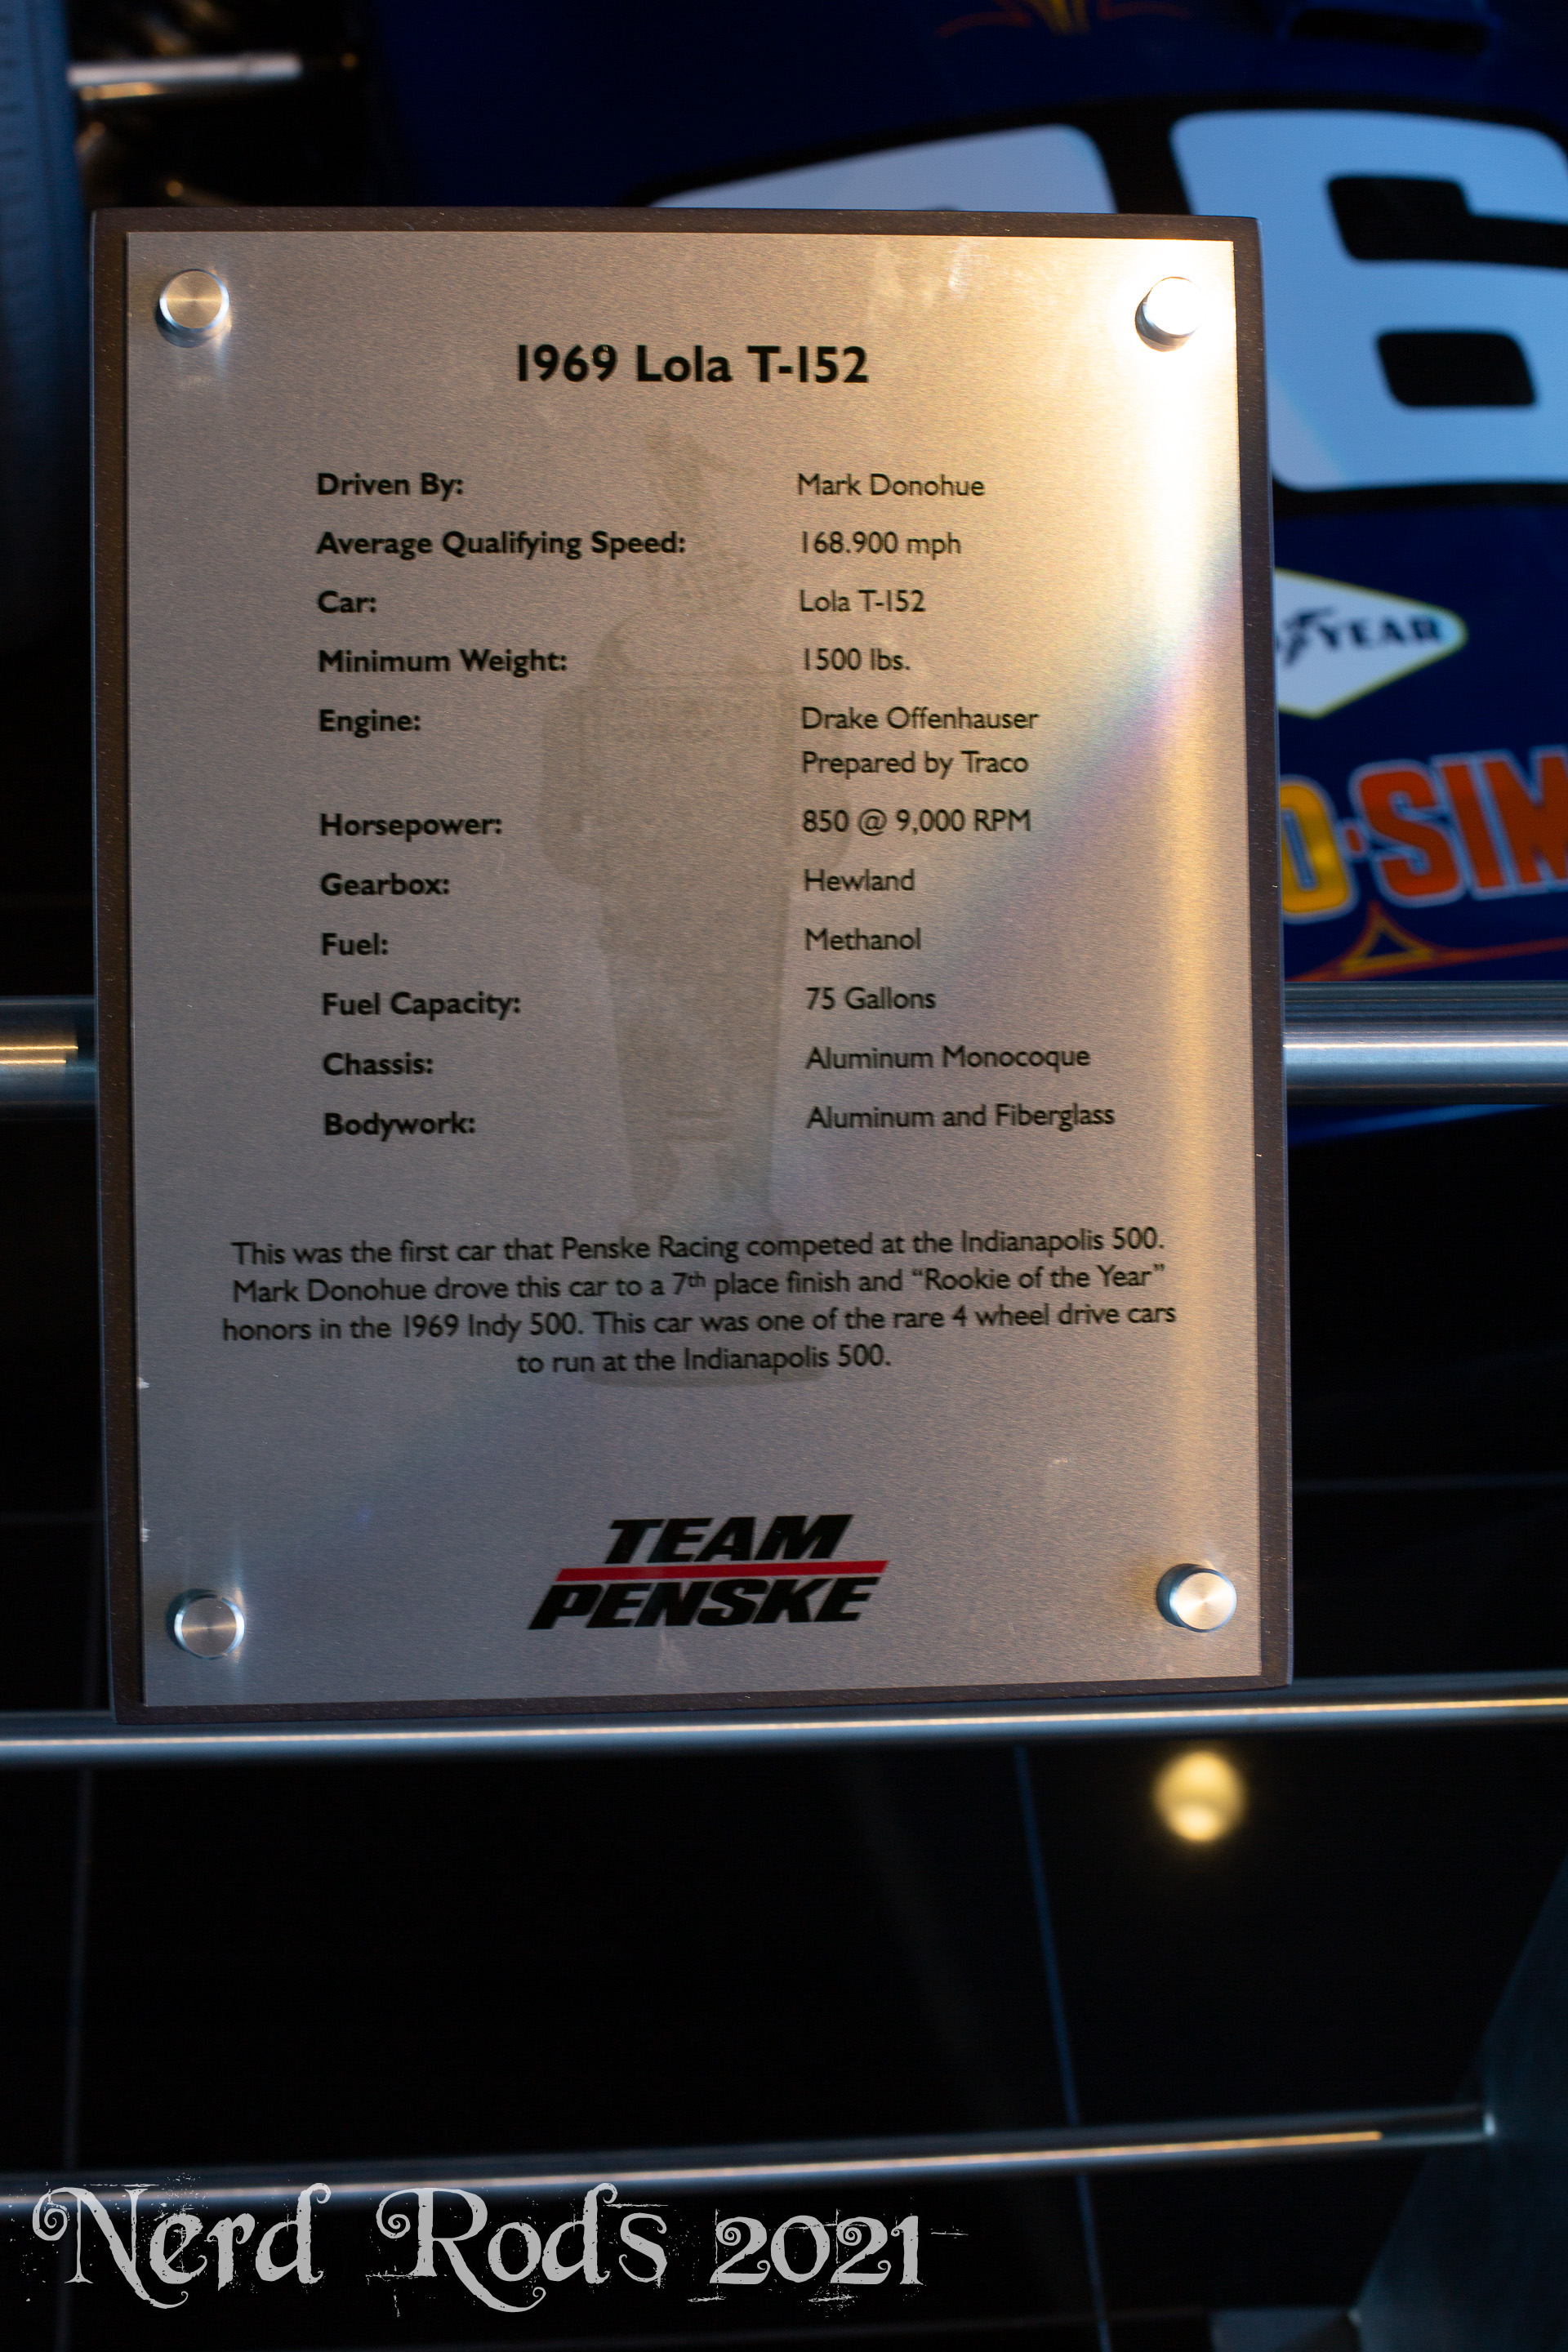 1969 Lola T-152
Driven By: Mark Donohue
Average Qualifying Speed: 168.900 mph
Car: Lola T-152
Minimum Weight: 1500 lbs.
Engine: Drake Offenhauser
Prepared by Traco
Horsepower: 850 @ 9,000 RPM
Gearbox: Hewland
Fuel: Methanol
Fuel Capacity: 75 Gallons
Chassis: Aluminum Monocoque
Bodywork: Aluminum and Fiberglass
This was the first car that Penske Racing competed at the Indianapolis 500.
Mark Donohue drove this car to a 7th place finish and “Rookie of the Year”
honors in the 1969 Indy 500. This car was one of the rare 4 wheel drive cars
to run at the Indianapolis 500.
TEAM
PENSKE
6
YEAR
SIM
Nerd Rods 2021